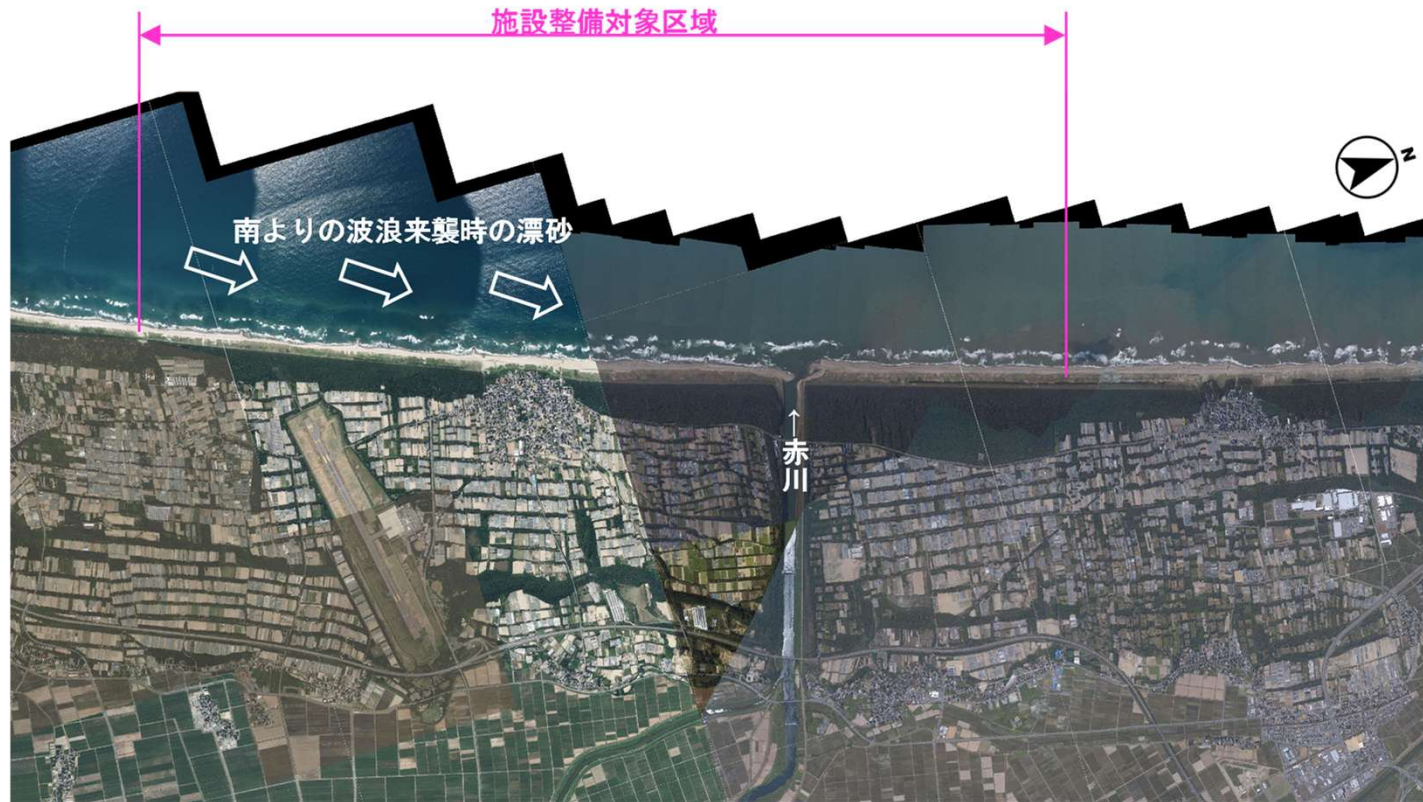 施設整備対象区域
N
南よりの波浪来襲時の漂砂
←赤川